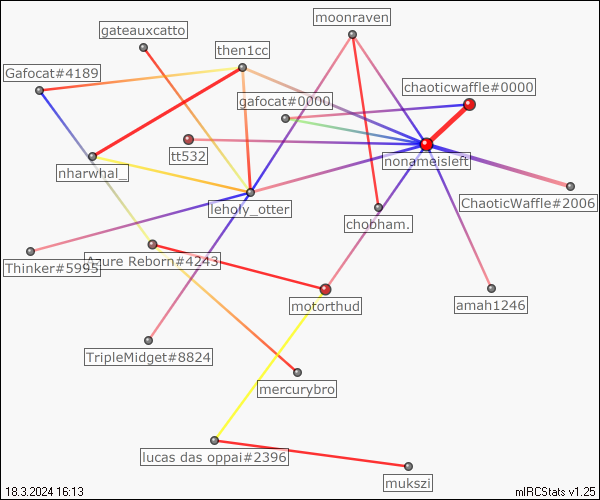 moonraven
gateauxcatto
then1cc
Gafocat#4189
chaoticwaffle#0000
gafocat#0000
tt532
nonameisleft
nharwhal_
ChaoticWaffle#2006
leholy_otter
chobham.
Thinker#5995
Azure Reborn#4243
motorthud
amah1246
TripleMidget#8824
mercurybro
lucas das oppai#2396
mukszi
18.3.2024 16:13
mIRCStats v1.25